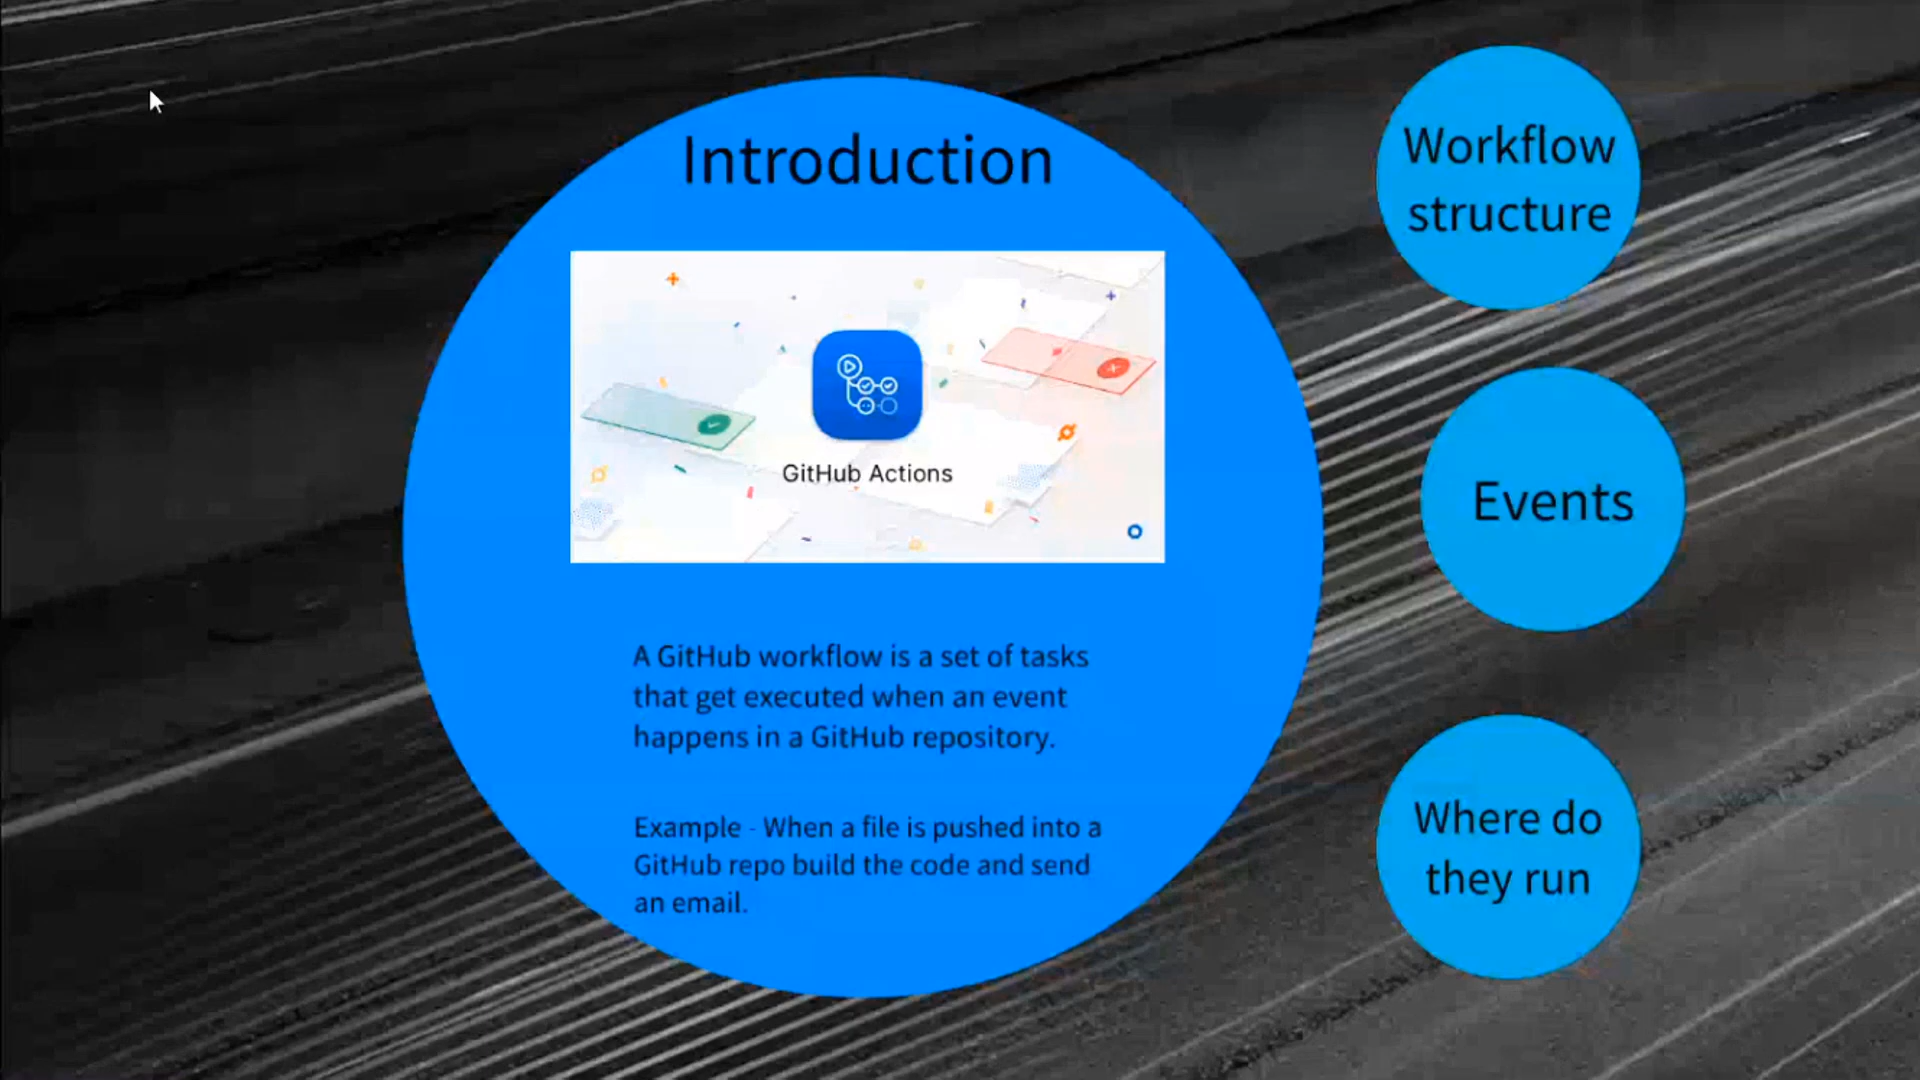 Introduction
GitHub Actions
A GitHub workflow is a set of tasks
that get executed when an event
happens in a GitHub repository.
Example - When a file is pushed into a
GitHub repo build the code and send
an email.
Workflow
structure
Events
Where do
they run